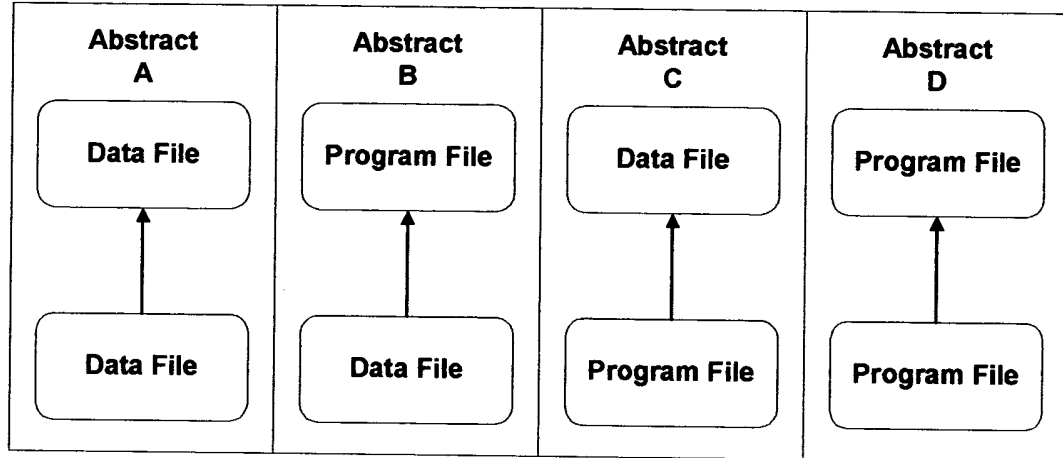 Abstract
A
Data File
Data File
Abstract
B
Program File
Data File
Abstract
C
Data File
Program File
Abstract
D
Program File
Program File